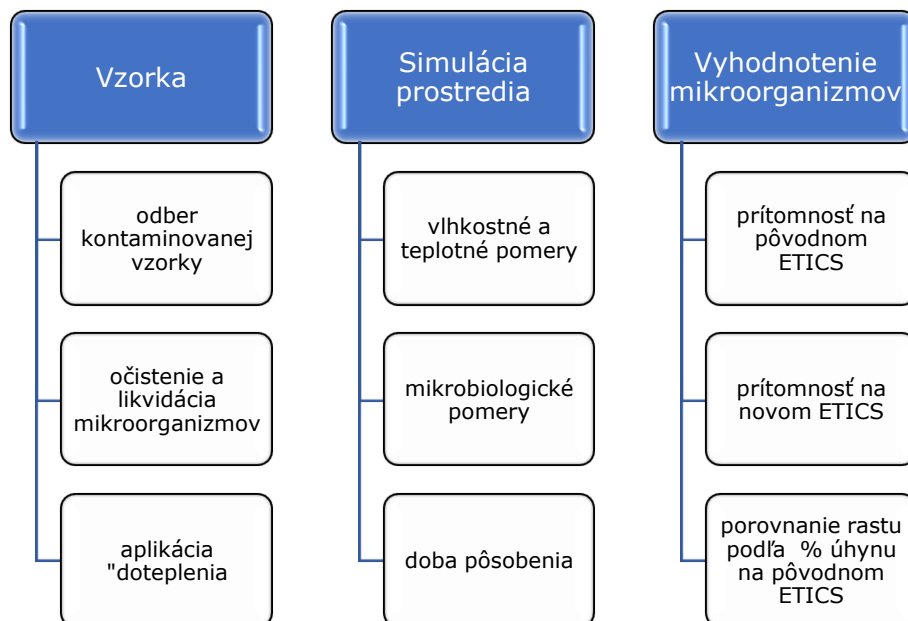 Vzorka
odber
kontaminovanej
vzorky
očistenie a
likvidácia
mikroorganizmov
aplikácia
"doteplenia
Simulácia
prostredia
vlhkostné a
teplotné pomery
mikrobiologické
pomery
doba pôsobenia
Vyhodnotenie
mikroorganizmov
prítomnosť na
pôvodnom
ETICS
prítomnosť na
novom ETICS
porovnanie rastu
podľa  % úhynu
na pôvodnom
ETICS